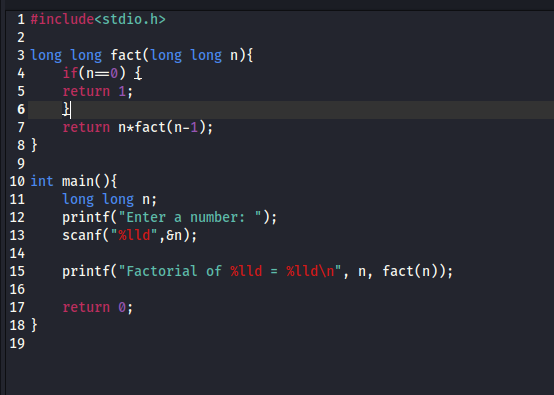 1 #include<stdio.h>
2
3 long long fact(long long n){
4     if(n==0) {
5     return 1;
6     }
7     return n*fact(n-1);
8 }
9
10 int main(){
11     long long n;
12     printf("Enter a number: ");
13     scanf("%lld",&n);
14
15     printf("Factorial of %lld = %lld\n", n, fact(n));
16
17     return 0;
18 }
19